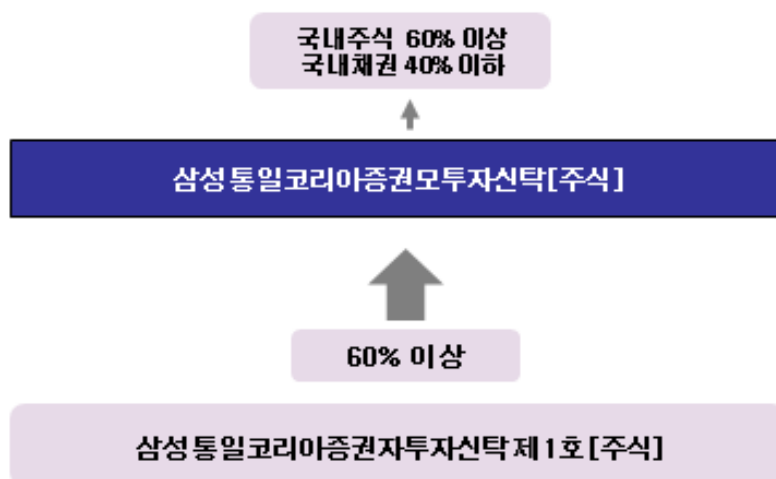 국내주식 60% 이상
국내채권 40% 이하
삼성통일코리아증권모투자신탁[주식]
60% 이상
삼성통일코리아증권자투자신탁 제1호[주식]